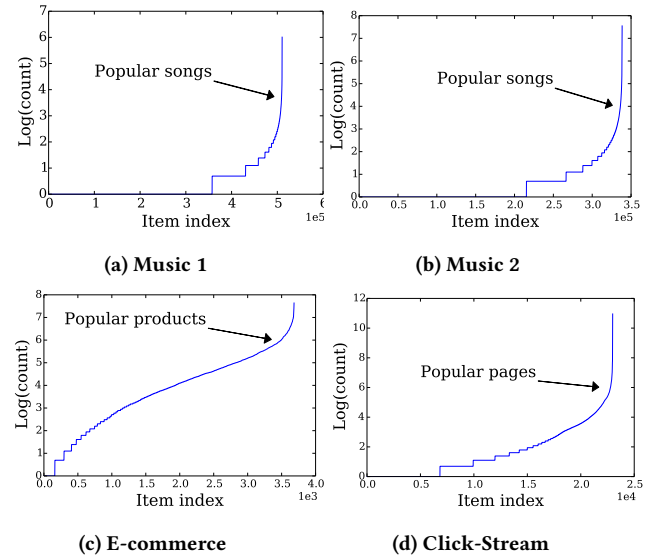 7
6
5
4
3
2
1
0
Log(count)
Popular songs
0 1 2 3 4 5 6
1e5
Item index
(a) Music 1
8
7
6
5
4
3
2
1
0
Log(count)
Popular songs
0.0 0.5 1.0 1.5 2.0 2.5 3.0 3.5
1e5
Item index
(b) Music 2
8
7
6
5
4
3
2
1
0
Log(count)
Popular products
0.0 0.5 1.0 1.5 2.0 2.5 3.0 3.5 4.0
1e3
Item index
(c) E-commerce
12
10
8
6
4
2
0
Log(count)
Popular pages
0.0 0.5 1.0 1.5 2.0 2.5
1e4
Item index
(d) Click-Stream